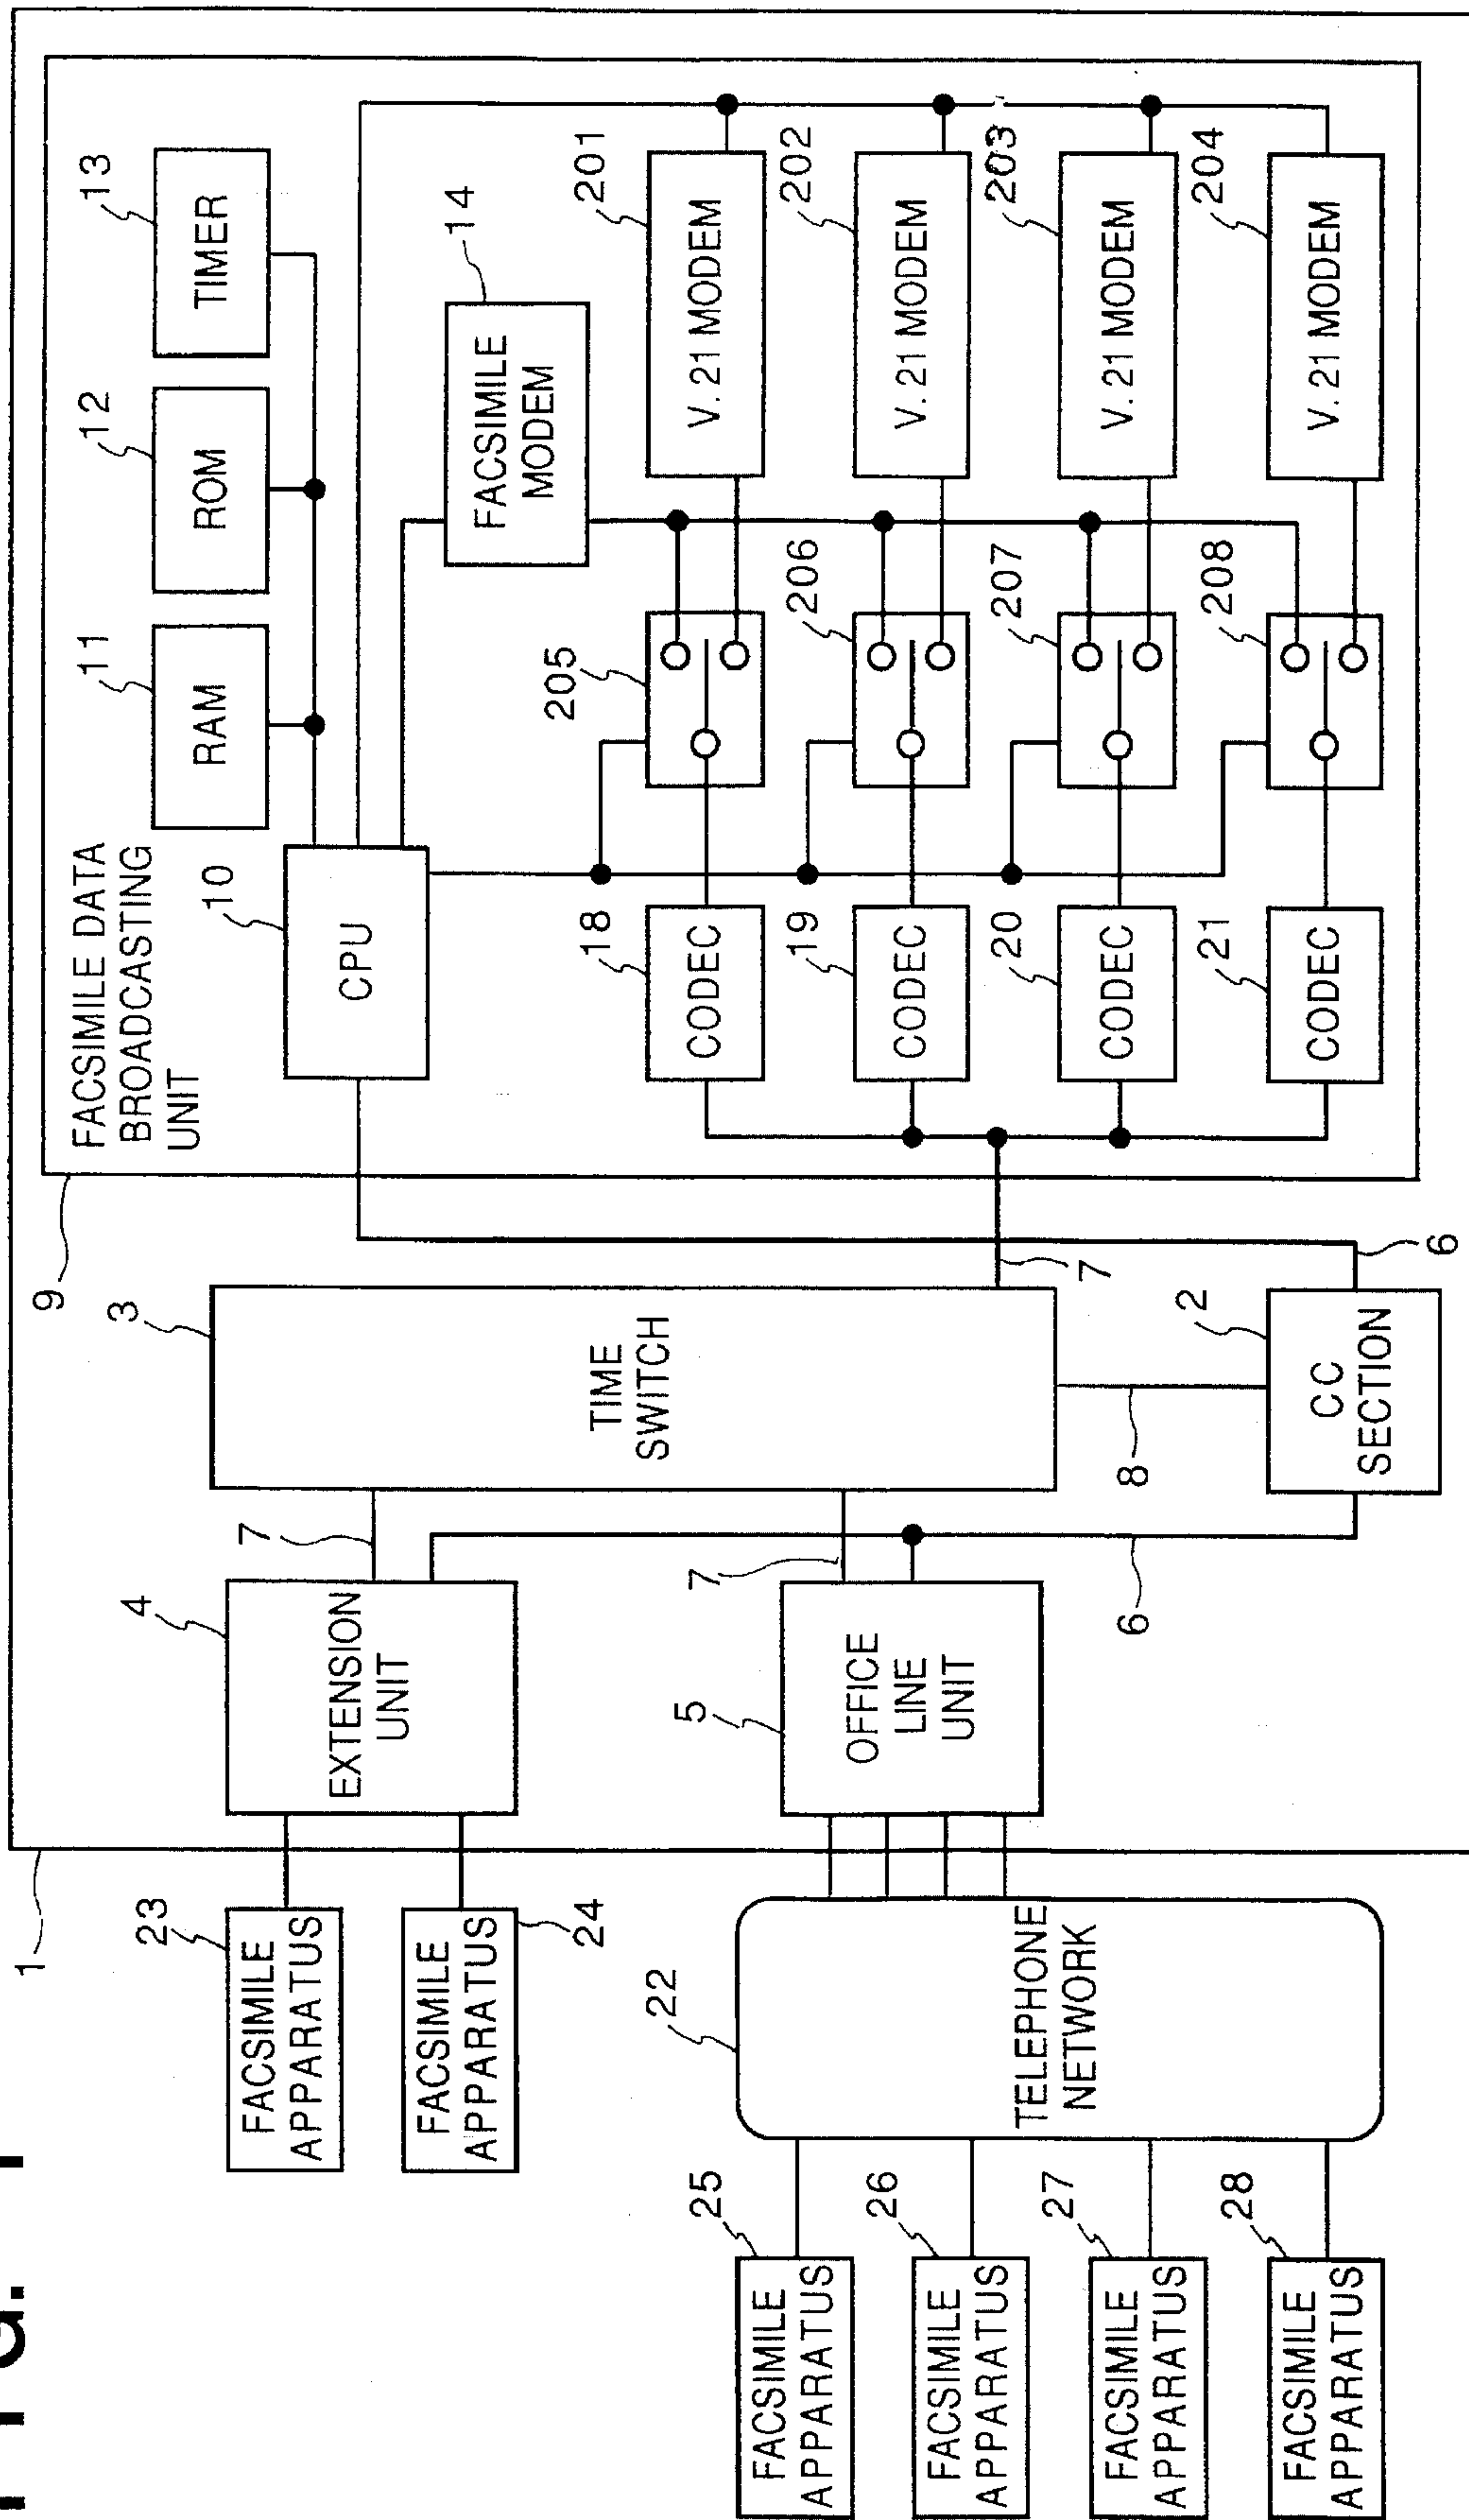 FIG. 1
1
23
FACSIMILE
APPARATUS
FACSIMILE
APPARATUS
24
25
FACSIMILE
APPARATUS
26
FACSIMILE
APPARATUS
27
FACSIMILE
APPARATUS
28
FACSIMILE
APPARATUS
22
TELEPHONE
NETWORK
4
EXTENSION
UNIT
7
5
OFFICE
LINE
UNIT
7
6
3
TIME
SWITCH
8
2
CC
SECTION
6
7
9
FACSIMILE DATA
BROADCASTING
UNIT
10
CPU
11
RAM
12
ROM
13
TIMER
14
FACSIMILE
MODEM
18
CODEC
205
201
V.21 MODEM
19
CODEC
206
202
V.21 MODEM
20
CODEC
207
203
V.21 MODEM
21
CODEC
208
204
V.21 MODEM